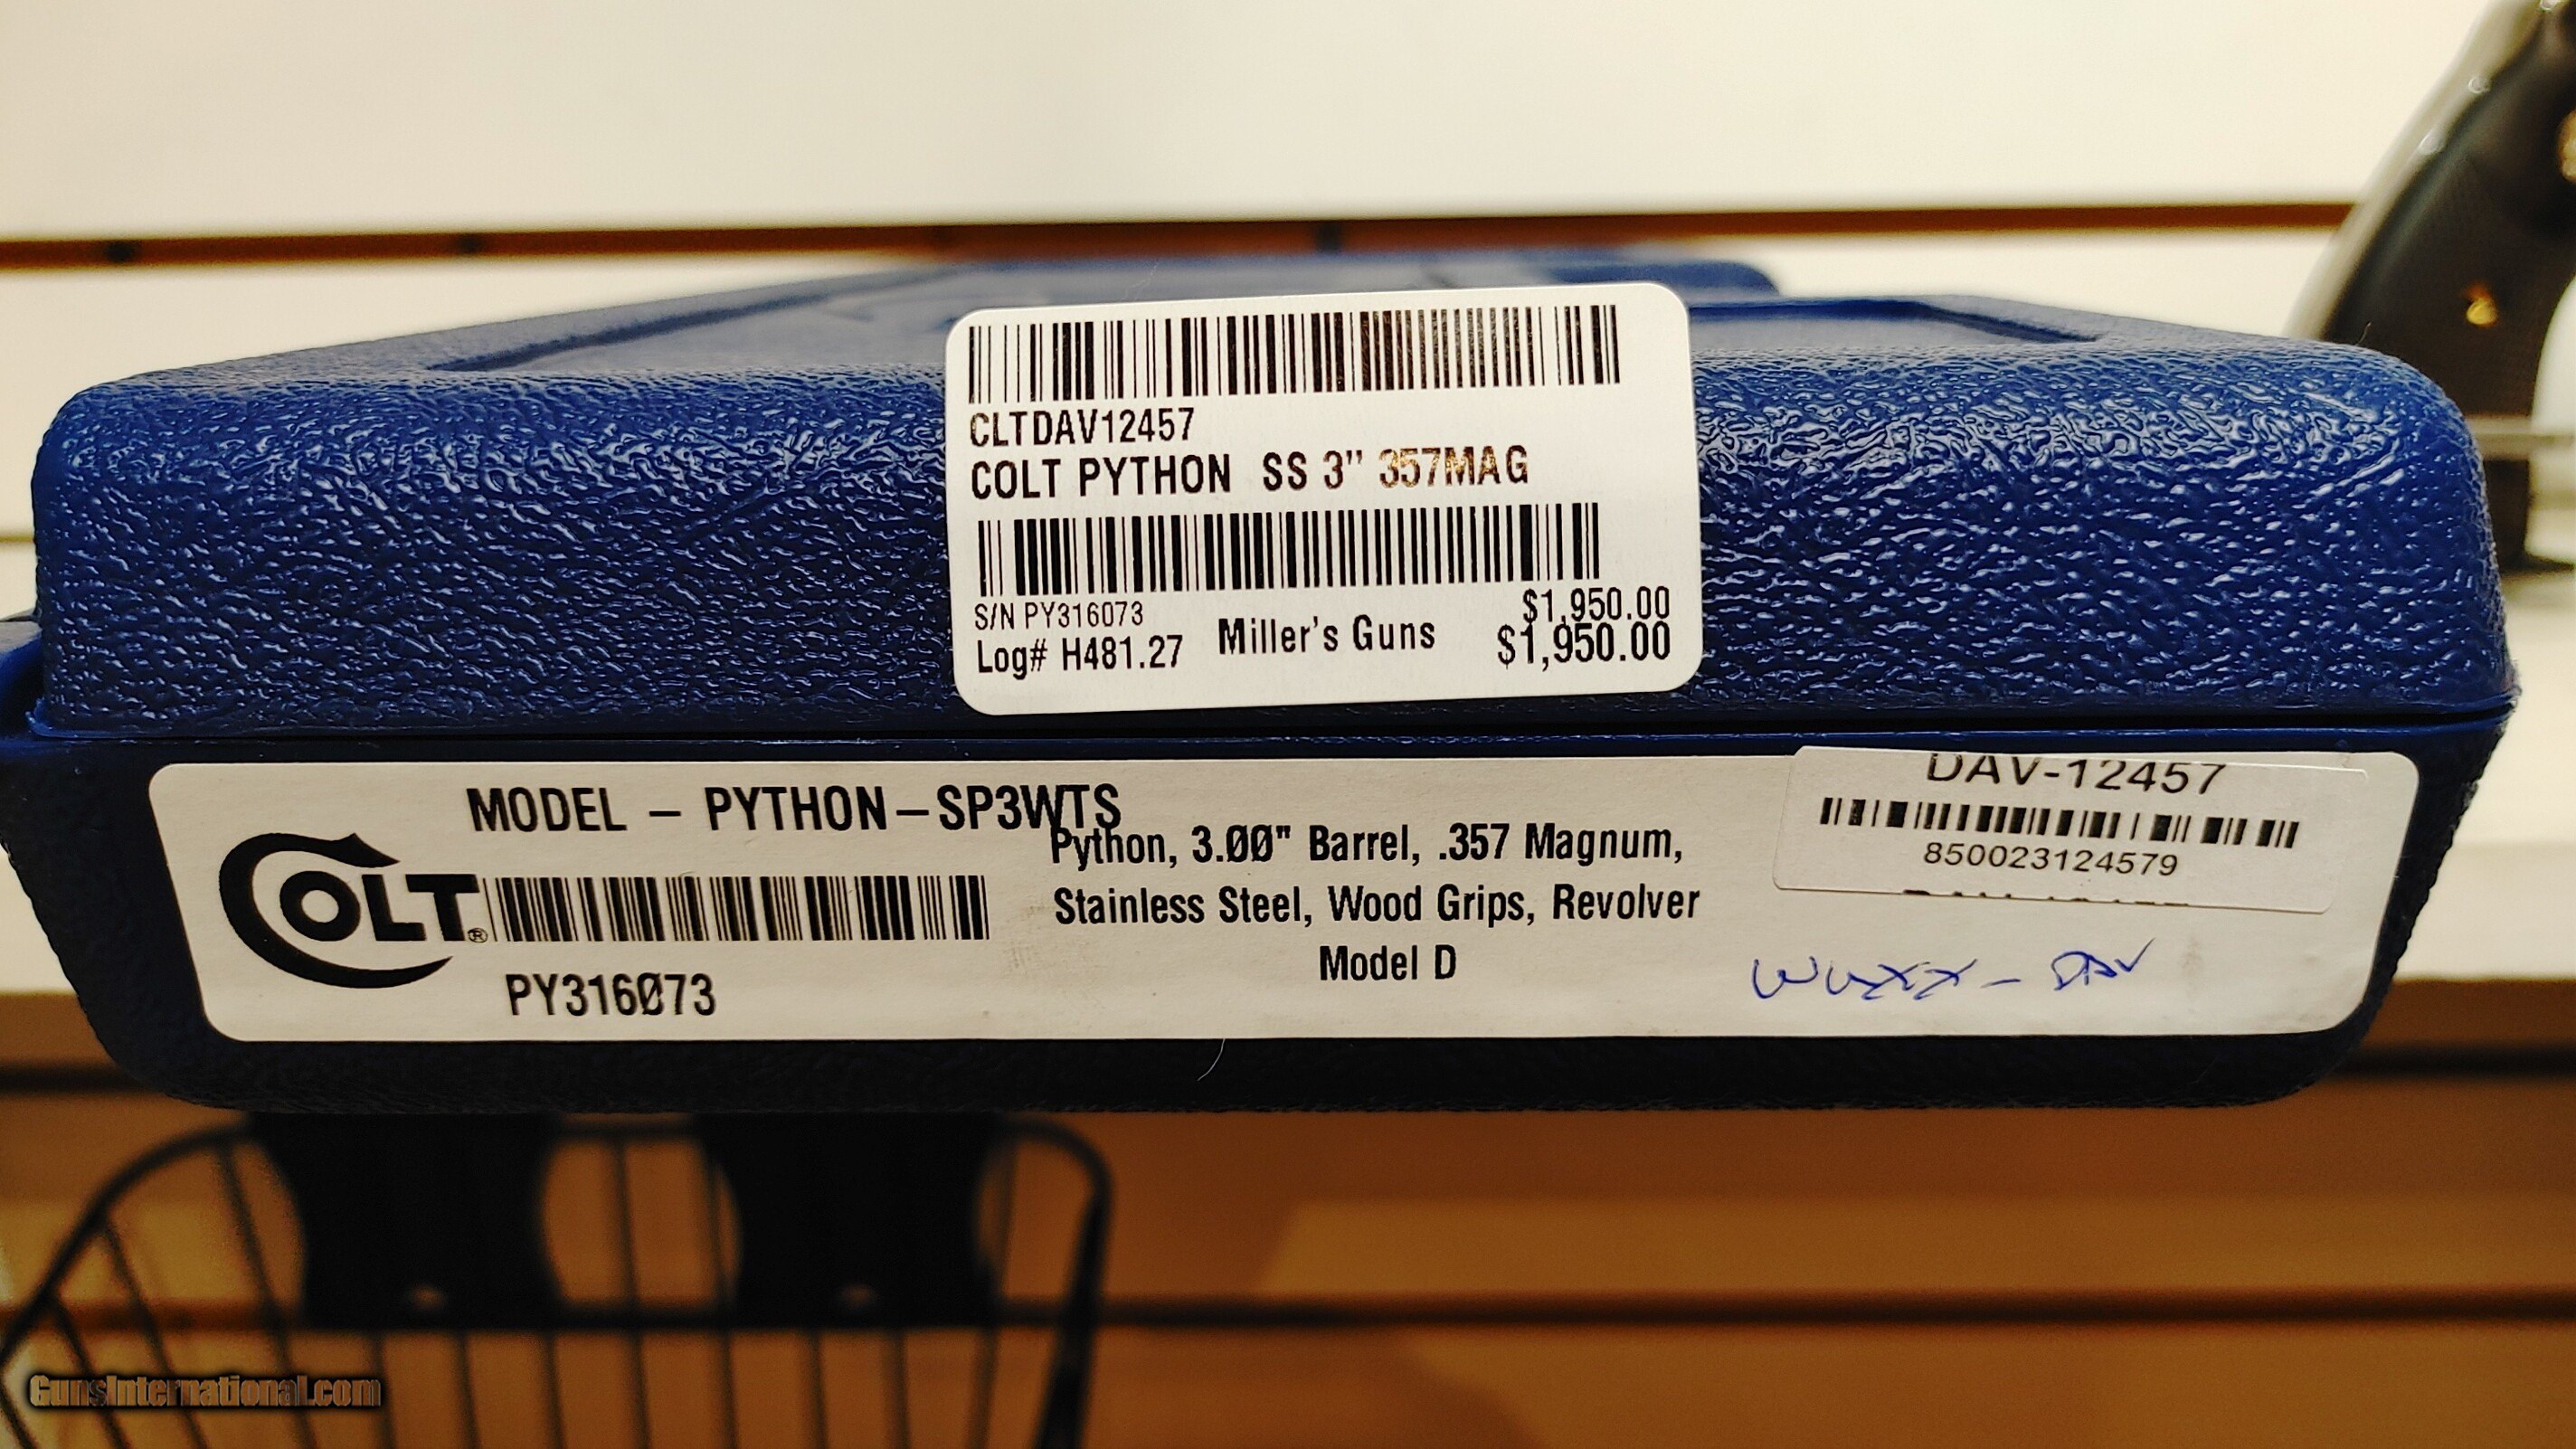 CLTDAV12457
COLT PYTHON SS 3" 357MAG
S/N PY316073
$1,950.00
Log# H481.27 Miller's Guns $1,950.00
MODEL – PYTHON–SP3WTS
COLT®
PY316073
Python, 3.00" Barrel, .357 Magnum,
Stainless Steel, Wood Grips, Revolver
Model D
DAV-12457
850023124579
DAV
GunsInternational.com